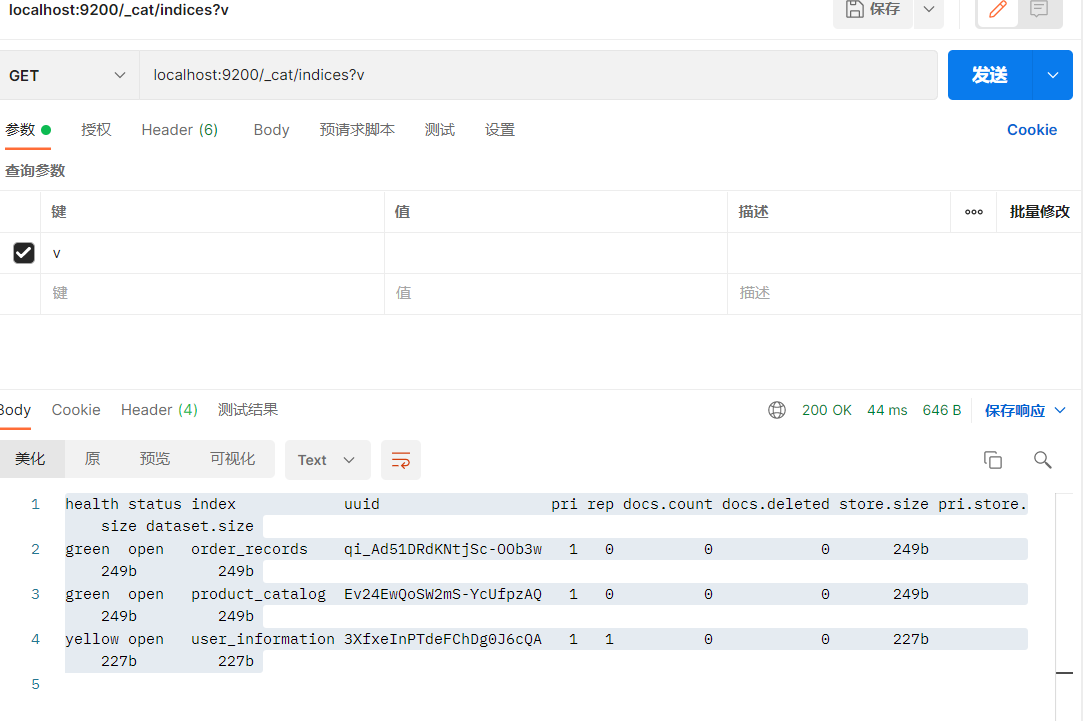 localhost:9200/_cat/indices?v
保存
GET
localhost:9200/_cat/indices?v
发送
参数 授权 Header (6) Body 预请求脚本 测试 设置 Cookie
查询参数
键 值 描述 ooo 批量修改
v
键 值 描述
Body Cookie Header (4) 测试结果 200 OK 44 ms 646 B 保存响应
美化 原 预览 可视化 Text
1 health status index uuid pri rep docs.count docs.deleted store.size pri.store.
size dataset.size
2 green open order_records qi_Ad51DRdKNtjSc-OOb3w 1 0 0 0 249b
249b 249b
3 green open product_catalog Ev24EwQoSW2mS-YcUfpzAQ 1 0 0 0 249b
249b 249b
4 yellow open user_information 3XfxeInPTdeFChDg0J6cQA 1 1 0 0 227b
227b 227b
5